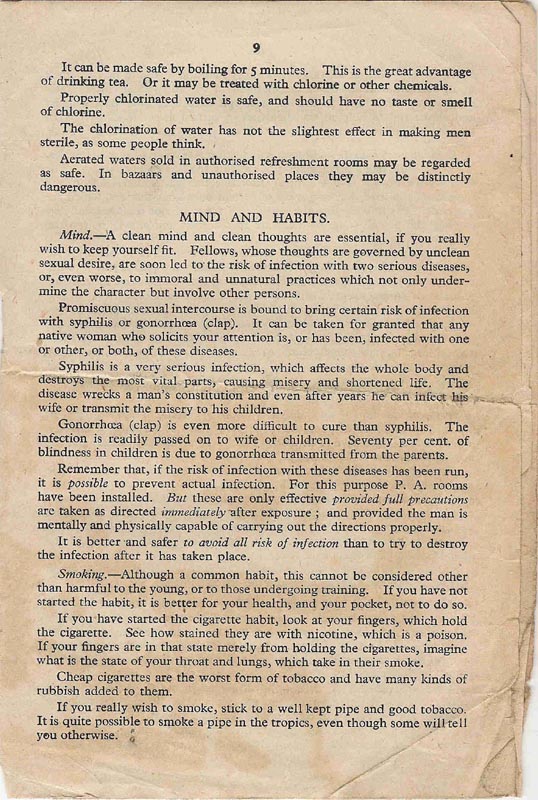 9
It can be made safe by boiling for 5 minutes. This is the great advantage
of drinking tea. Or it may be treated with chlorine or other chemicals.
Properly chlorinated water is safe, and should have no taste or smell
of chlorine.
The chlorination of water has not the slightest effect in making men
sterile, as some people think.
Aerated waters sold in authorised refreshment rooms may be regarded
as safe. In bazaars and unauthorised places they may be distinctly
dangerous.
MIND AND HABITS.
Mind.—A clean mind and clean thoughts are essential, if you really
wish to keep yourself fit. Fellows, whose thoughts are governed by unclean
sexual desire, are soon led to the risk of infection with two serious diseases,
or, even worse, to immoral and unnatural practices which not only under-
mine the character but involve other persons.
Promiscuous sexual intercourse is bound to bring certain risk of infection
with syphilis or gonorrhœa (clap). It can be taken for granted that any
native woman who solicits your attention is, or has been, infected with one
or other, or both, of these diseases.
Syphilis is a very serious infection, which affects the whole body and
destroys the most vital parts, causing misery and shortened life. The
disease wrecks a man's constitution and even after years he can infect his
wife or transmit the misery to his children.
Gonorrhœa (clap) is even more difficult to cure than syphilis. The
infection is readily passed on to wife or children. Seventy per cent. of
blindness in children is due to gonorrhœa transmitted from the parents.
Remember that, if the risk of infection with these diseases has been run,
it is possible to prevent actual infection. For this purpose P. A. rooms
have been installed. But these are only effective provided full precautions
are taken as directed immediately after exposure ; and provided the man is
mentally and physically capable of carrying out the directions properly.
It is better and safer to avoid all risk of infection than to try to destroy
the infection after it has taken place.
Smoking.—Although a common habit, this cannot be considered other
than harmful to the young, or to those undergoing training. If you have not
started the habit, it is better for your health, and your pocket, not to do so.
If you have started the cigarette habit, look at your fingers, which hold
the cigarette. See how stained they are with nicotine, which is a poison.
If your fingers are in that state merely from holding the cigarettes, imagine
what is the state of your throat and lungs, which take in their smoke.
Cheap cigarettes are the worst form of tobacco and have many kinds of
rubbish added to them.
If you really wish to smoke, stick to a well kept pipe and good tobacco.
It is quite possible to smoke a pipe in the tropics, even though some will tell
you otherwise.